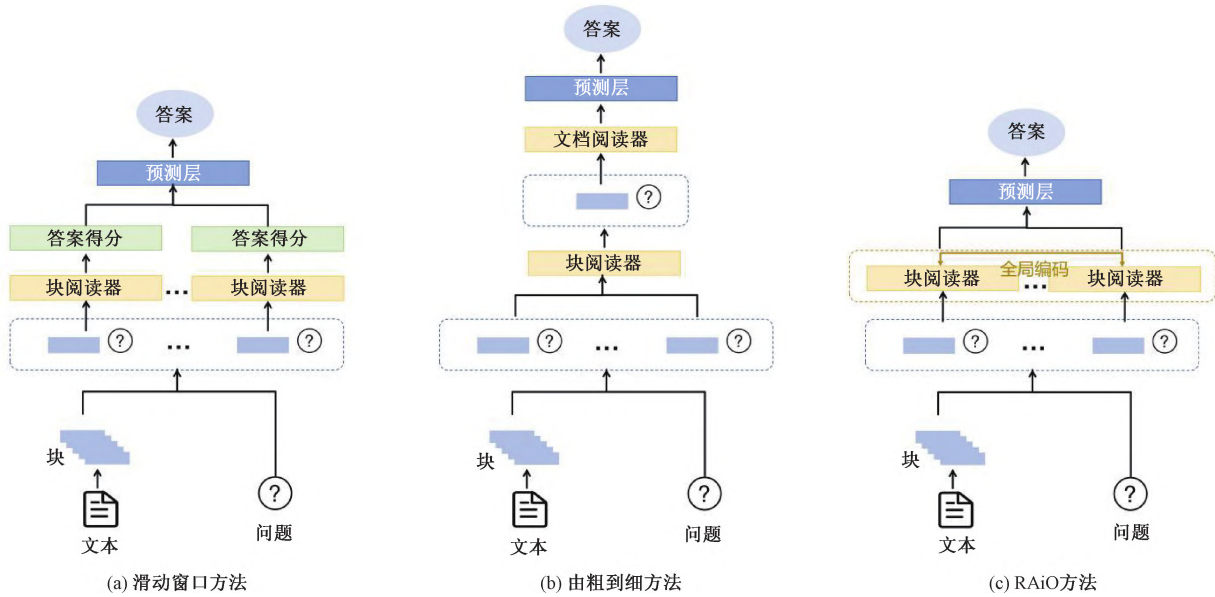 答案
预测层
答案得分 答案得分
块阅读器 ... 块阅读器
? ... ?
块
?
文本
问题
(a) 滑动窗口方法
答案
预测层
文档阅读器
?
块阅读器
? ... ?
块
?
文本
问题
(b) 由粗到细方法
答案
预测层
全局编码
块阅读器 ... 块阅读器
? ... ?
块
?
文本
问题
(c) RAiO方法